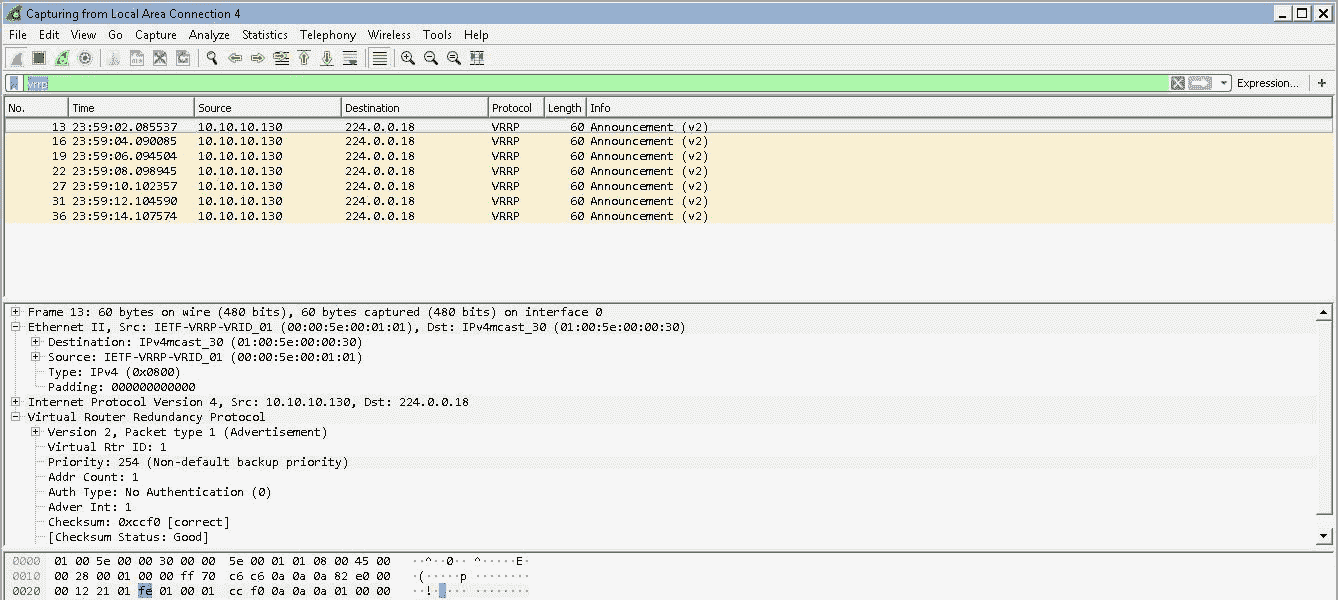 Capturing from Local Area Connection 4
File Edit View Go Capture Analyze Statistics Telephony Wireless Tools Help
vrrp Expression... +
No. Time Source Destination Protocol Length Info
13 23:59:02.085537 10.10.10.130 224.0.0.18 VRRP 60 Announcement (v2)
16 23:59:04.090085 10.10.10.130 224.0.0.18 VRRP 60 Announcement (v2)
19 23:59:06.094504 10.10.10.130 224.0.0.18 VRRP 60 Announcement (v2)
22 23:59:08.098945 10.10.10.130 224.0.0.18 VRRP 60 Announcement (v2)
27 23:59:10.102357 10.10.10.130 224.0.0.18 VRRP 60 Announcement (v2)
31 23:59:12.104590 10.10.10.130 224.0.0.18 VRRP 60 Announcement (v2)
36 23:59:14.107574 10.10.10.130 224.0.0.18 VRRP 60 Announcement (v2)
Frame 13: 60 bytes on wire (480 bits), 60 bytes captured (480 bits) on interface 0
Ethernet II, Src: IETF-VRRP-VRID_01 (00:00:5e:00:01:01), Dst: IPv4mcast_30 (01:00:5e:00:00:30)
Destination: IPv4mcast_30 (01:00:5e:00:00:30)
Source: IETF-VRRP-VRID_01 (00:00:5e:00:01:01)
Type: IPv4 (0x0800)
Padding: 000000000000
Internet Protocol Version 4, Src: 10.10.10.130, Dst: 224.0.0.18
Virtual Router Redundancy Protocol
Version 2, Packet type 1 (Advertisement)
Virtual Rtr ID: 1
Priority: 254 (Non-default backup priority)
Addr Count: 1
Auth Type: No Authentication (0)
Adver Int: 1
Checksum: 0xccf0 [correct]
[Checksum Status: Good]
0000 01 00 5e 00 00 30 00 00 5e 00 01 01 08 00 45 00 ··^··0·· ^·····E·
0010 00 28 00 01 00 00 ff 70 c6 c6 0a 0a 0a 82 e0 00 ·(·····p ········
0020 00 12 21 01 fe 01 00 01 cc f0 0a 0a 0a 01 00 00 ··!····· ········